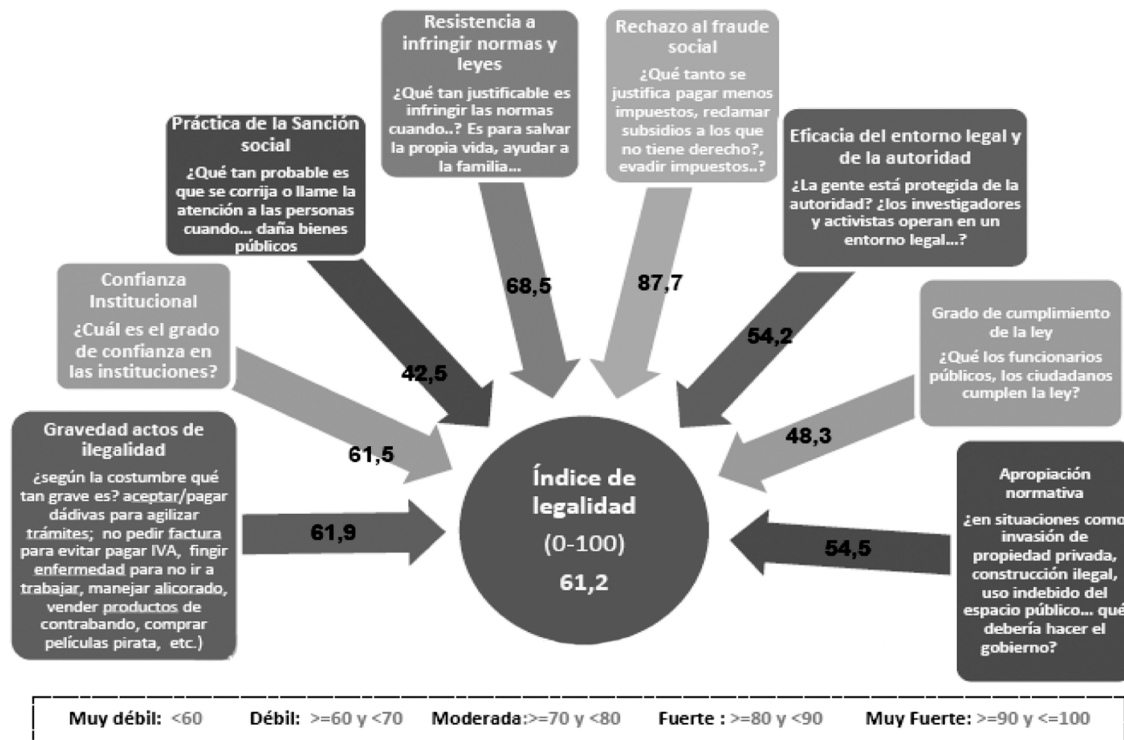 Resistencia a
infringir normas y
leyes
¿Qué tan justificable es
infringir las normas
cuando..? Es para salvar
la propia vida, ayudar a
la familia...
Rechazo al fraude
social
¿Qué tanto se
justifica pagar menos
impuestos, reclamar
subsidios a los que
no tiene derecho?,
evadir impuestos..?
Práctica de la Sanción
social
¿Qué tan probable es
que se corrija o llame la
atención a las personas
cuando... daña bienes
públicos
Eficacia del entorno legal y
de la autoridad
¿La gente está protegida de la
autoridad? ¿los investigadores
y activistas operan en un
entorno legal...?
Confianza
Institucional
¿Cuál es el grado
de confianza en
las instituciones?
Grado de cumplimiento
de la ley
¿Qué los funcionarios
públicos, los ciudadanos
cumplen la ley?
Gravedad actos de
ilegalidad
¿según la costumbre qué
tan grave es? aceptar/pagar
dádivas para agilizar
trámites; no pedir factura
para evitar pagar IVA, fingir
enfermedad para no ir a
trabajar, manejar alicorado,
vender productos de
contrabando, comprar
películas pirata, etc.)
Apropiación
normativa
¿en situaciones como
invasión de
propiedad privada,
construcción ilegal,
uso indebido del
espacio público... qué
debería hacer el
gobierno?
61,9
61,5
42,5
68,5
87,7
54,2
48,3
54,5
Índice de
legalidad
(0-100)
61,2
Muy débil: <60 Débil: >=60 y <70 Moderada:>=70 y <80 Fuerte : >=80 y <90 Muy Fuerte: >=90 y <=100